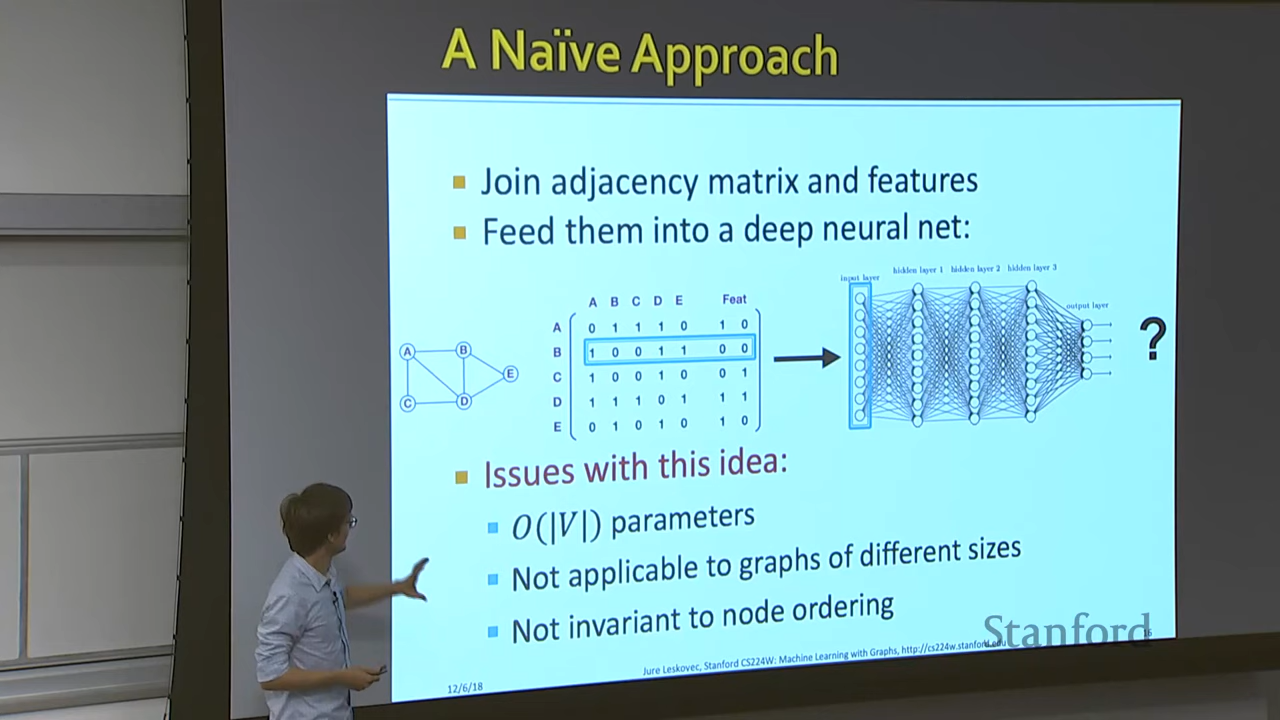 A Naïve Approach
Join adjacency matrix and features
Feed them into a deep neural net:
input layer
hidden layer 1 hidden layer 2 hidden layer 3
output layer
A B C D E Feat
A 0 1 1 1 0 1 0
B 1 0 0 1 1 0 0
C 1 0 0 1 0 0 1
D 1 1 1 0 1 1 1
E 0 1 0 1 0 1 0
A B
E
C D
?
Issues with this idea:
O(|V|) parameters
Not applicable to graphs of different sizes
Not invariant to node ordering
Stanford
12/6/18
Jure Leskovec, Stanford CS224W: Machine Learning with Graphs, http://cs224w.stanford.edu
16